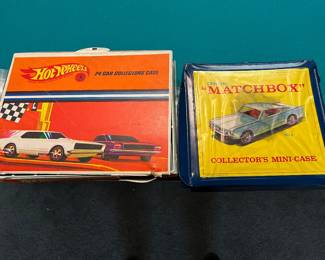 Hot Wheels
24 CAR COLLECTORS CASE
"MATCHBOX"
COLLECTOR'S MINI-CASE